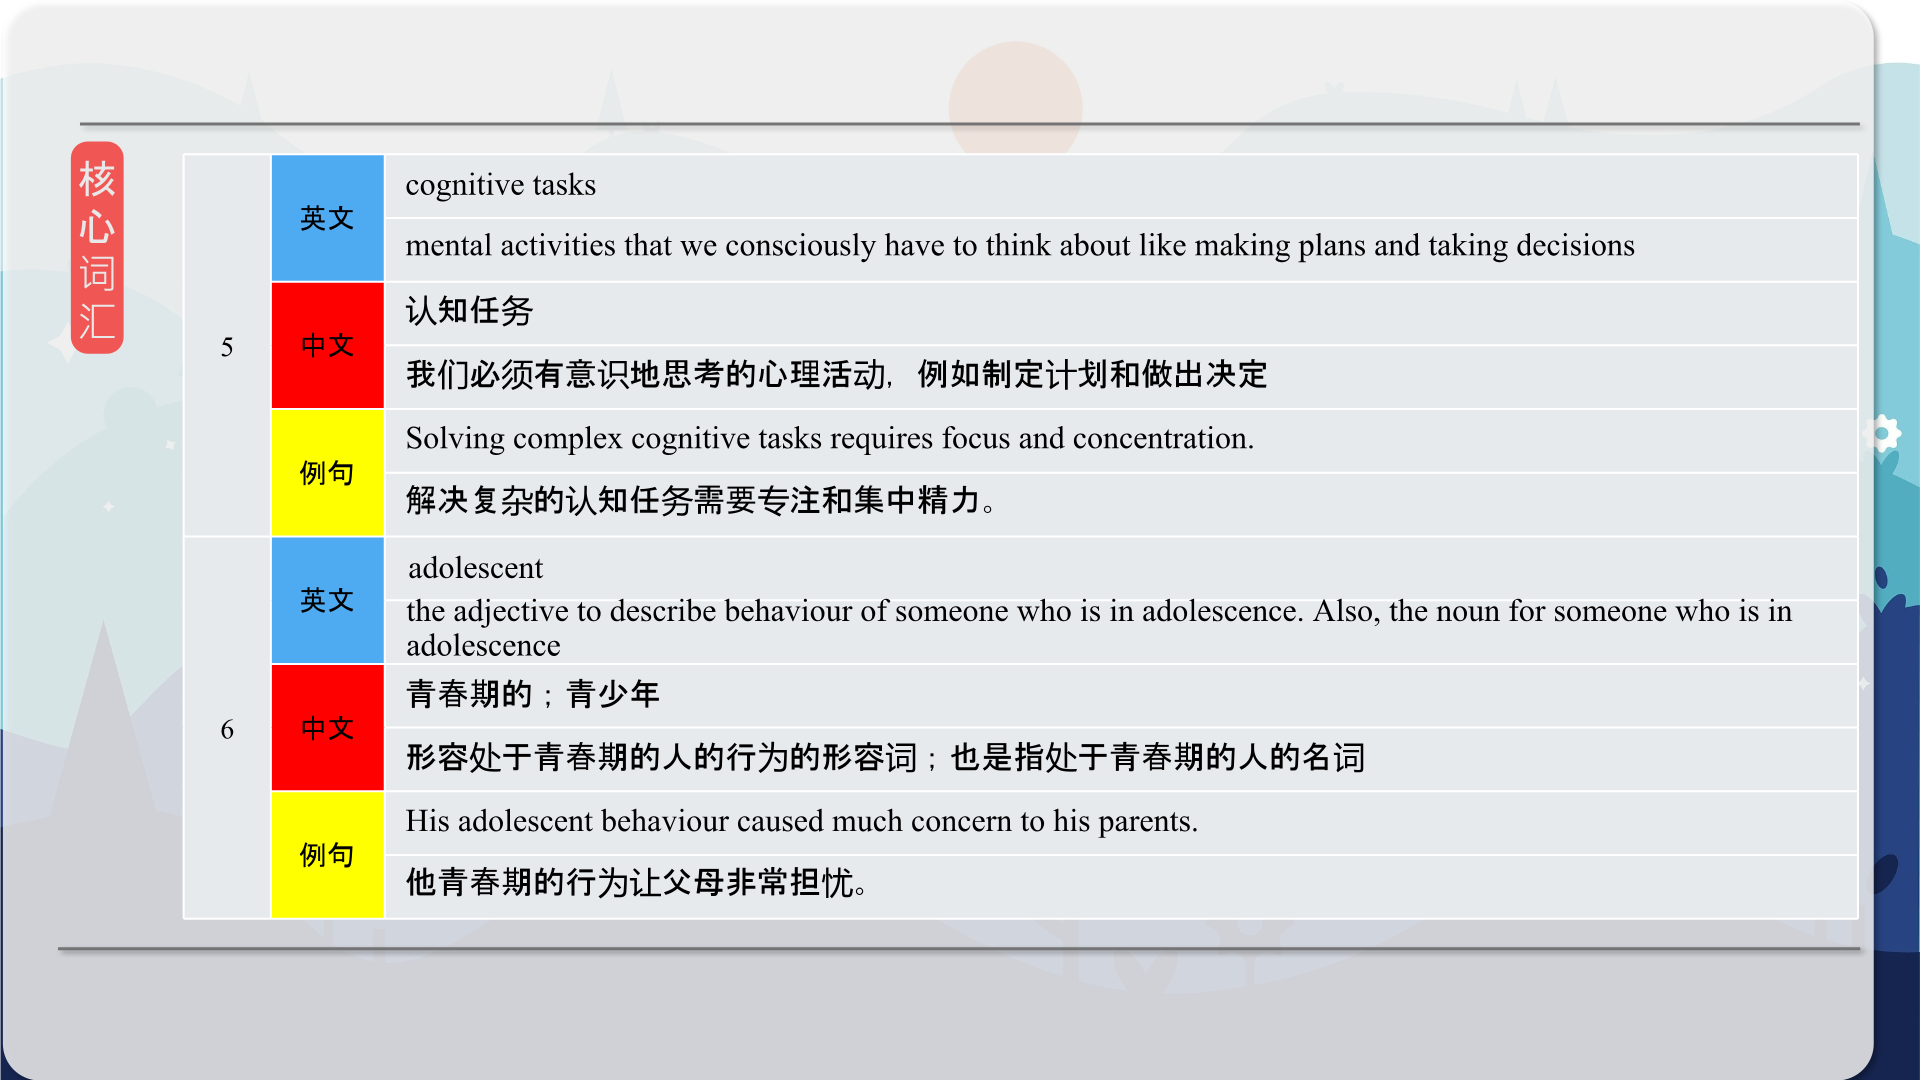 核心词汇
5
英文
cognitive tasks
mental activities that we consciously have to think about like making plans and taking decisions
中文
认知任务
我们必须有意识地思考的心理活动，例如制定计划和做出决定
例句
Solving complex cognitive tasks requires focus and concentration.
解决复杂的认知任务需要专注和集中精力。
6
英文
adolescent
the adjective to describe behaviour of someone who is in adolescence. Also, the noun for someone who is in
adolescence
中文
青春期的；青少年
形容处于青春期的人的行为的形容词；也是指处于青春期的人的名词
例句
His adolescent behaviour caused much concern to his parents.
他青春期的行为让父母非常担忧。